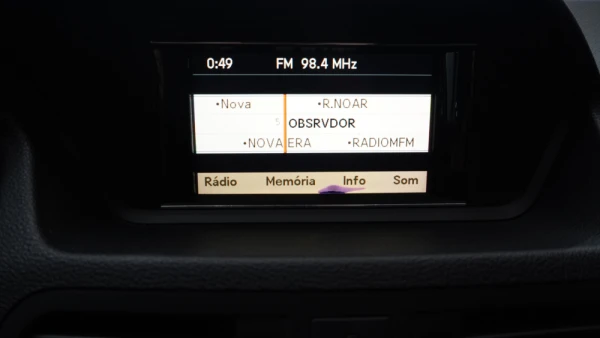 0:49 FM 98.4 MHz
•Nova •R.NOAR
OBSRVDOR
•NOVA ERA •RADIOMFM
Rádio Memória Info Som